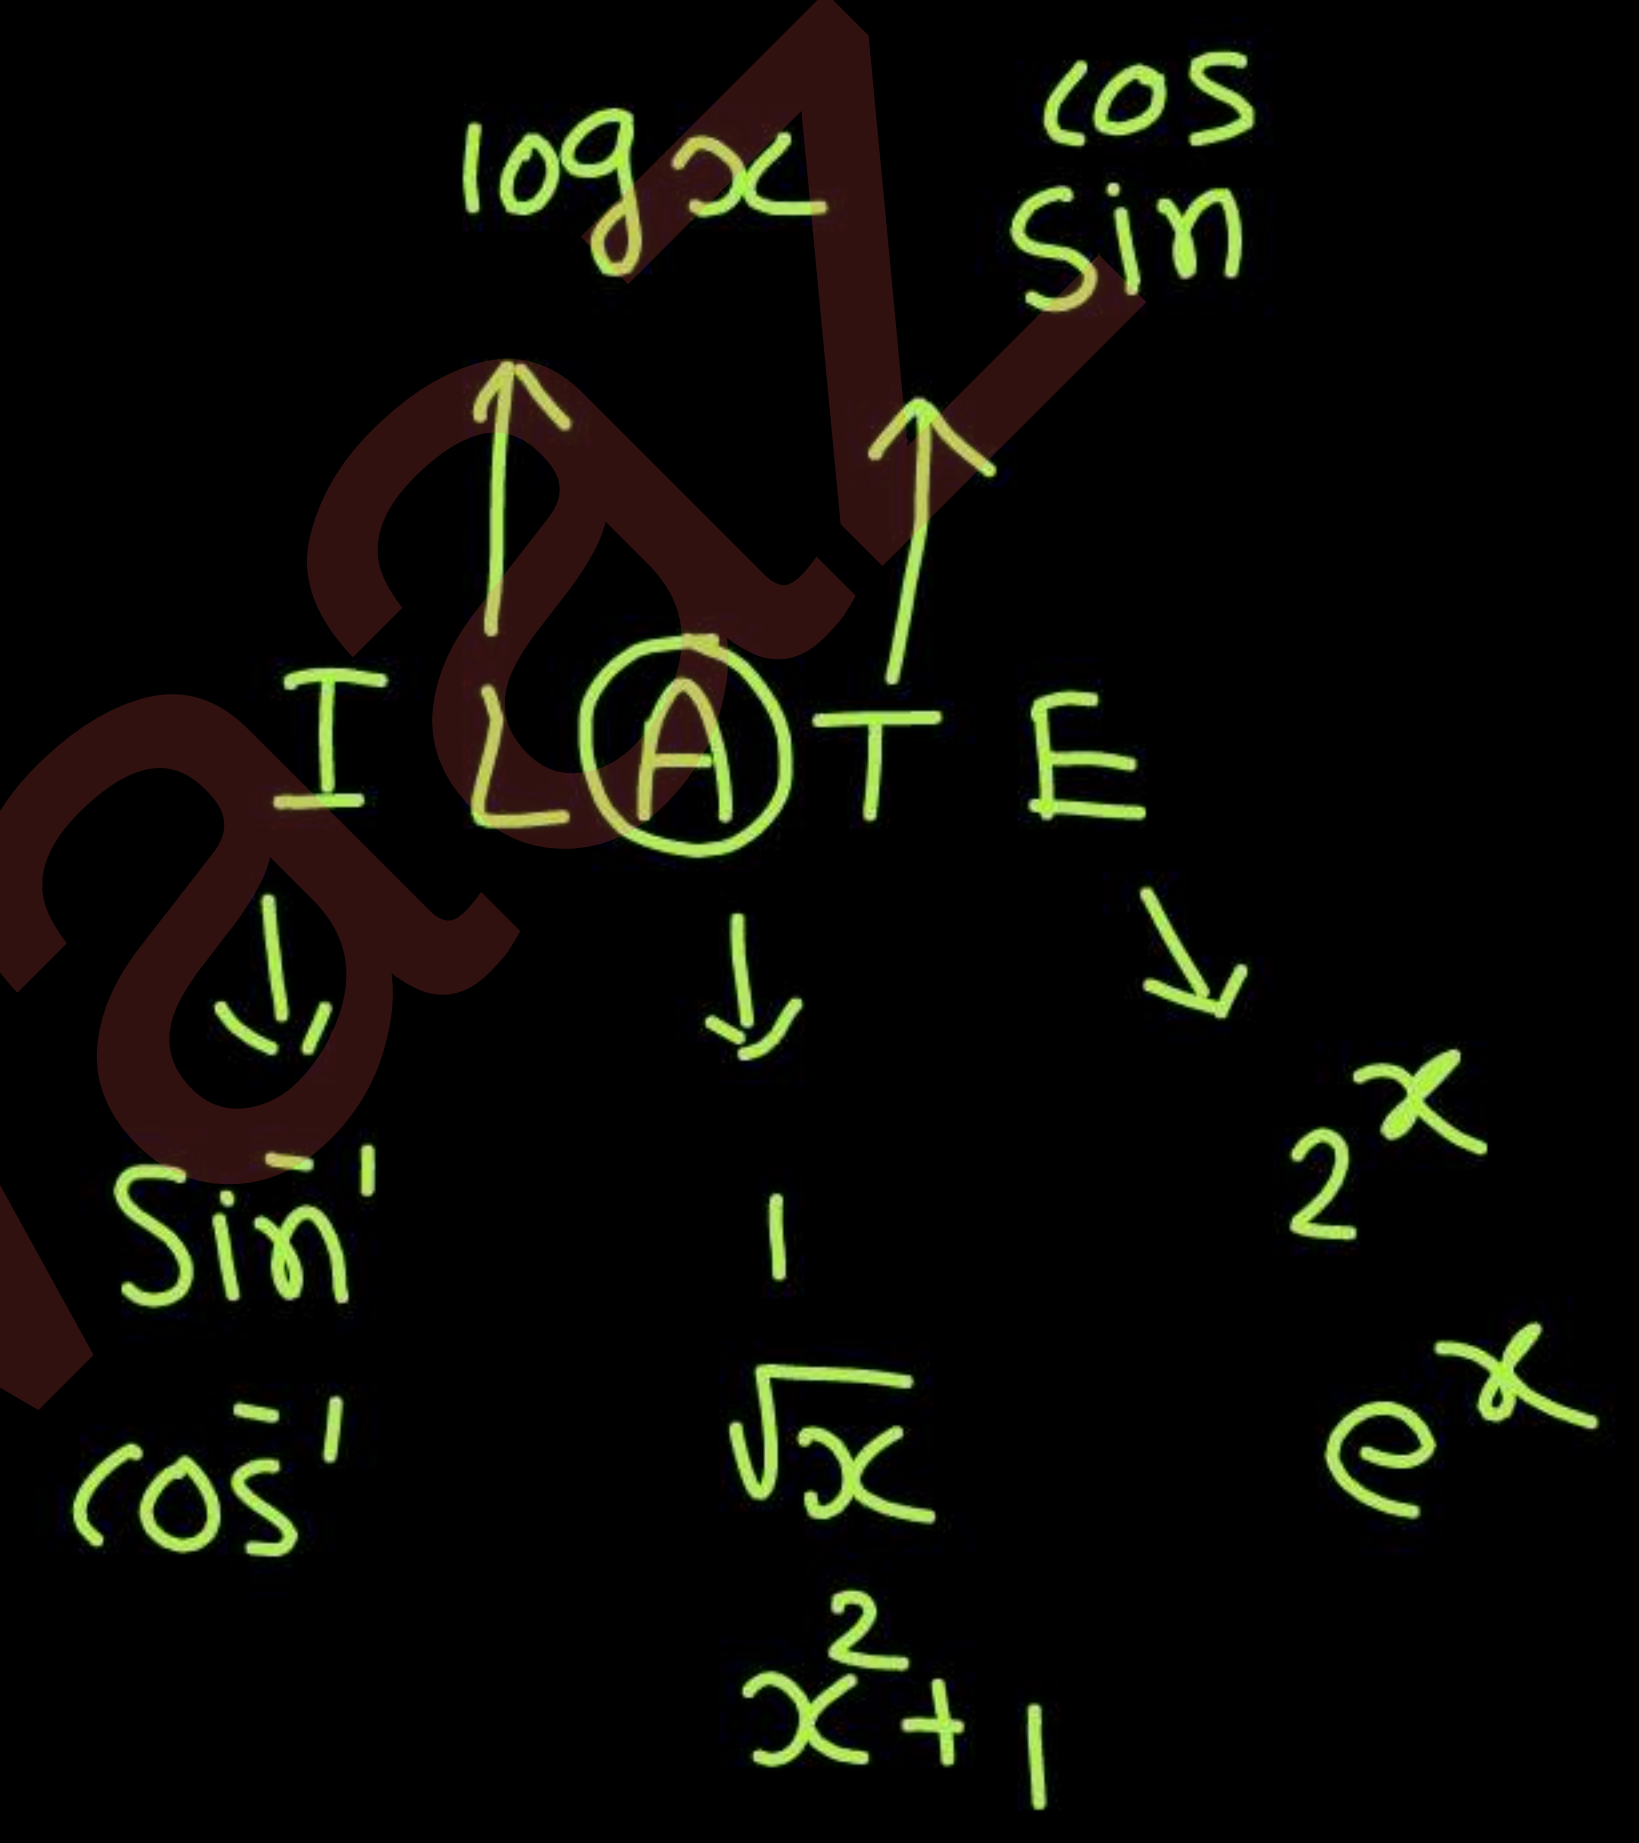 log x
cos
sin
I L A T E
sin⁻¹
cos⁻¹
1
√x
x² + 1
2ˣ
eˣ